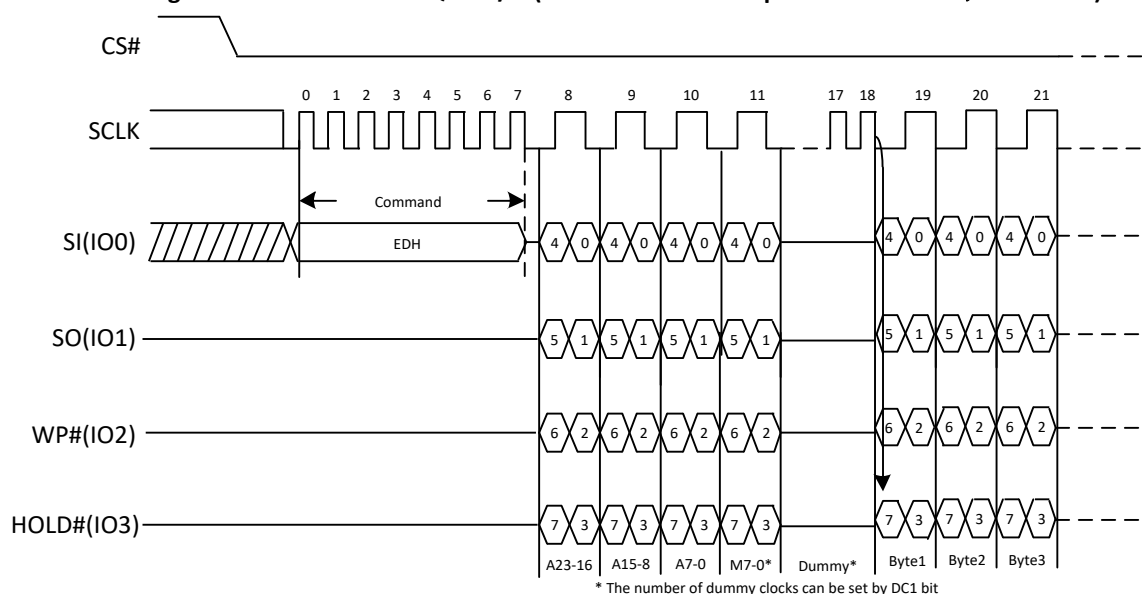 CS#
0 1 2 3 4 5 6 7 8 9 10 11 17 18 19 20 21
SCLK
Command
SI(IO0) EDH 4 0 4 0 4 0 4 0 4 0 4 0 4 0
SO(IO1) 5 1 5 1 5 1 5 1 5 1 5 1 5 1
WP#(IO2) 6 2 6 2 6 2 6 2 6 2 6 2 6 2
HOLD#(IO3) 7 3 7 3 7 3 7 3 7 3 7 3 7 3
A23-16 A15-8 A7-0 M7-0* Dummy* Byte1 Byte2 Byte3
* The number of dummy clocks can be set by DC1 bit